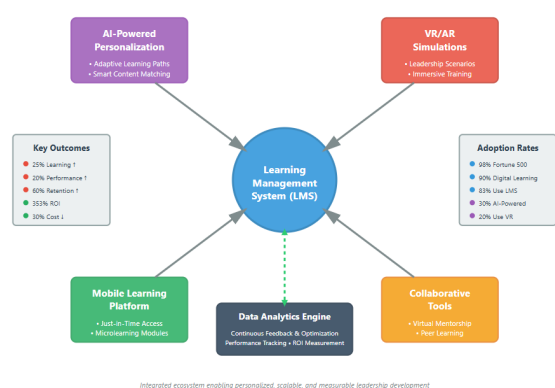 AI-Powered
Personalization
• Adaptive Learning Paths
• Smart Content Matching
VR/AR
Simulations
• Leadership Scenarios
• Immersive Training
Key Outcomes
25% Learning ↑
20% Performance ↑
60% Retention ↑
353% ROI
30% Cost ↓
Learning
Management
System (LMS)
Adoption Rates
98% Fortune 500
90% Digital Learning
83% Use LMS
30% AI-Powered
20% Use VR
Mobile Learning
Platform
• Just-in-Time Access
• Microlearning Modules
Data Analytics Engine
Continuous Feedback & Optimization
Performance Tracking • ROI Measurement
Collaborative
Tools
• Virtual Mentorship
• Peer Learning
Integrated ecosystem enabling personalized, scalable, and measurable leadership development